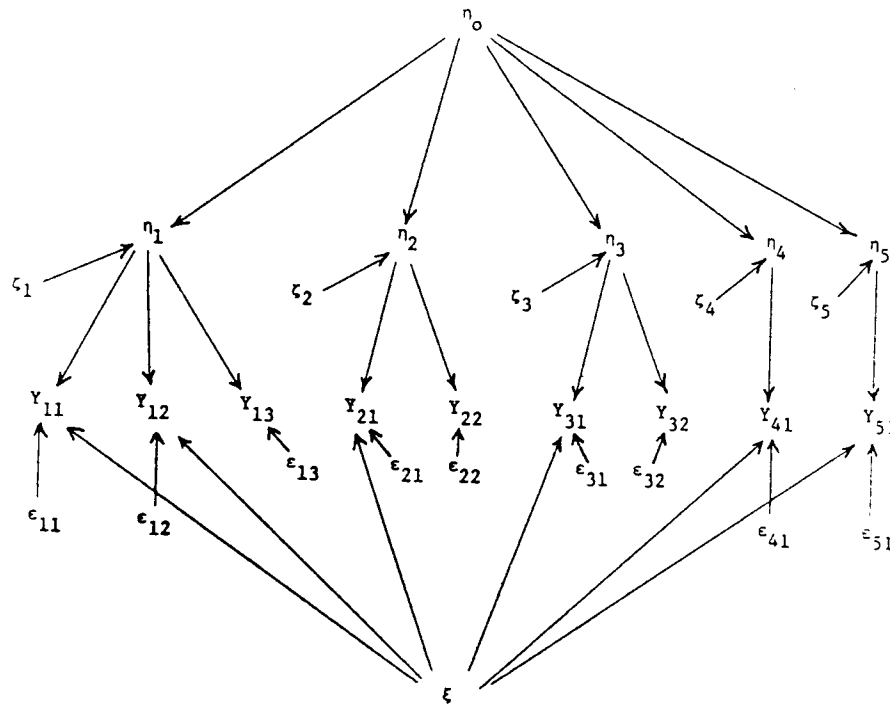 η₀
η₁ η₂ η₃ η₄ η₅
ζ₁ ζ₂ ζ₃ ζ₄ ζ₅
Y₁₁ Y₁₂ Y₁₃ Y₂₁ Y₂₂ Y₃₁ Y₃₂ Y₄₁ Y₅₁
ε₁₃ ε₂₁ ε₂₂ ε₃₁ ε₃₂
ε₁₁ ε₁₂ ε₄₁ ε₅₁
ξ